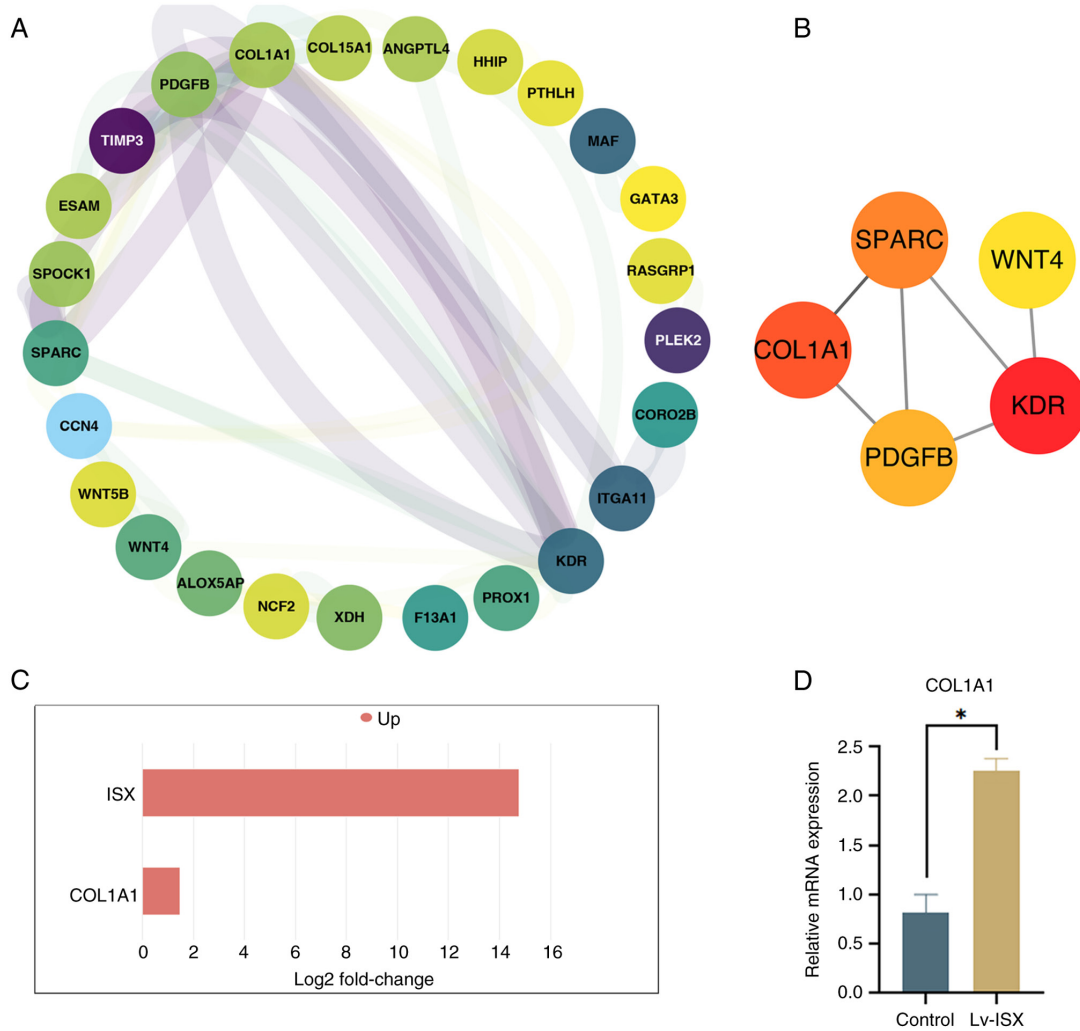 A
COL1A1
COL15A1
ANGPTL4
HHIP
PTHLH
MAF
GATA3
RASGRP1
PLEK2
CORO2B
ITGA11
KDR
PROX1
F13A1
XDH
NCF2
ALOX5AP
WNT4
WNT5B
CCN4
SPARC
SPOCK1
ESAM
TIMP3
PDGFB
B
SPARC
WNT4
COL1A1
KDR
PDGFB
C
Up
ISX
COL1A1
0 2 4 6 8 10 12 14 16
Log2 fold-change
D
COL1A1
*
Relative mRNA expression
2.5
2.0
1.5
1.0
0.5
0.0
Control Lv-ISX